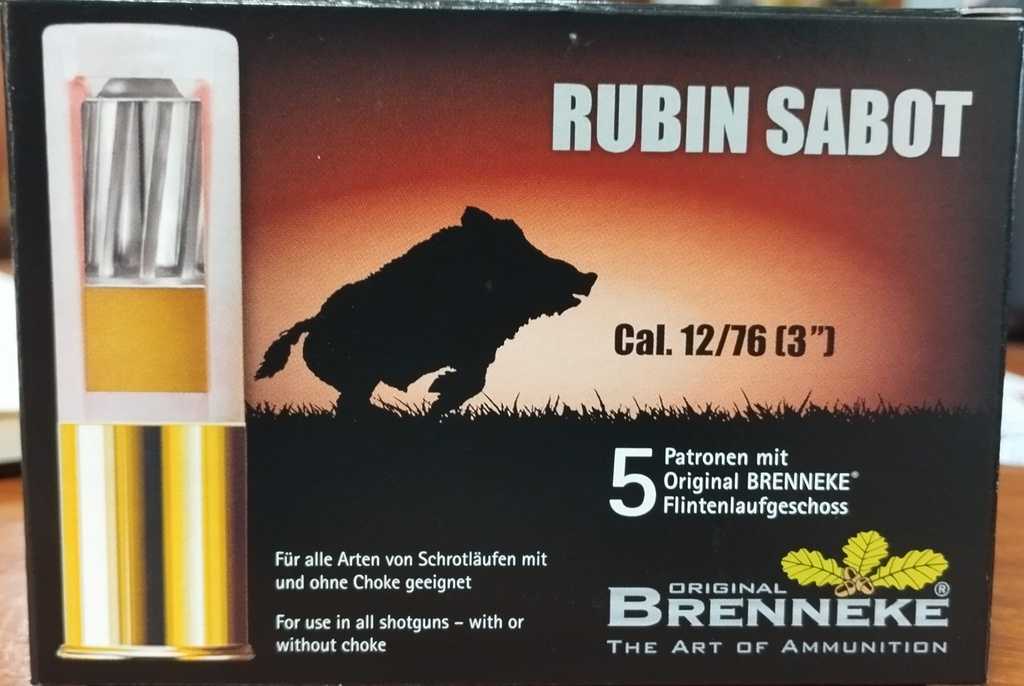 RUBIN SABOT
Cal. 12/76 (3”)
5 Patronen mit
Original BRENNEKE®
Flintenlaufgeschoss
Für alle Arten von Schrotläufen mit
und ohne Choke geeignet
For use in all shotguns – with or
without choke
ORIGINAL
BRENNEKE®
THE ART OF AMMUNITION